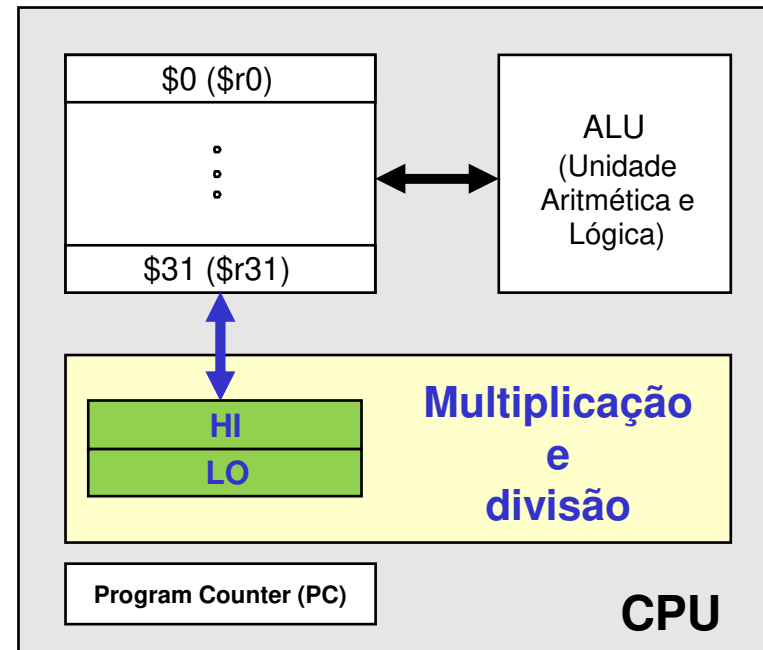 $0 ($r0)
$31 ($r31)
ALU
(Unidade
Aritmética e
Lógica)
HI
LO
Multiplicação
e
divisão
Program Counter (PC)
CPU